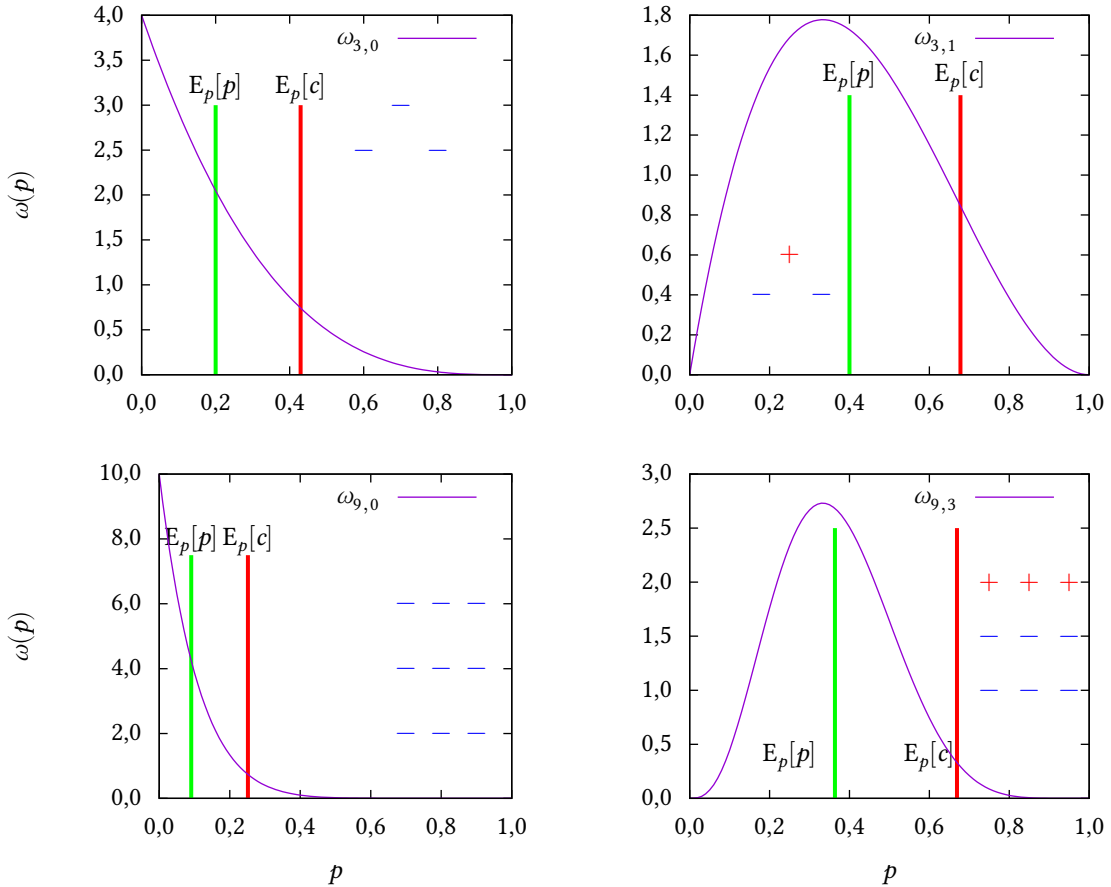 4,0
3,5
3,0
2,5
2,0
1,5
1,0
0,5
0,0
0,0 0,2 0,4 0,6 0,8 1,0
ω(p)
ω3,0
Ep[p] Ep[c]
−
− −
1,8
1,6
1,4
1,2
1,0
0,8
0,6
0,4
0,2
0,0
0,0 0,2 0,4 0,6 0,8 1,0
ω3,1
Ep[p] Ep[c]
+
− −
10,0
8,0
6,0
4,0
2,0
0,0
0,0 0,2 0,4 0,6 0,8 1,0
ω(p)
p
ω9,0
Ep[p] Ep[c]
− − −
− − −
− − −
3,0
2,5
2,0
1,5
1,0
0,5
0,0
0,0 0,2 0,4 0,6 0,8 1,0
p
ω9,3
+ + +
− − −
− − −
Ep[p] Ep[c]